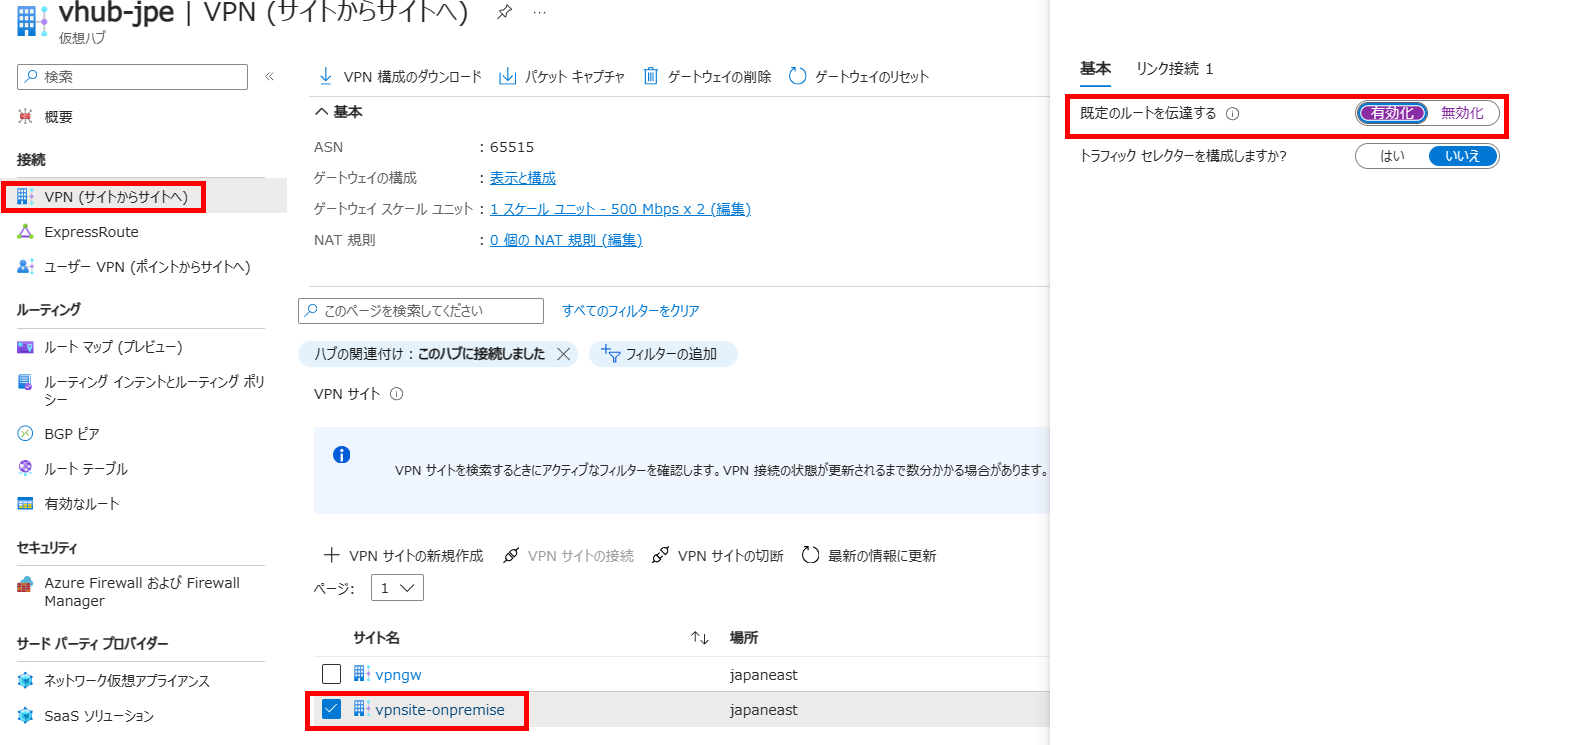 vhub-jpe | VPN (サイトからサイトへ)
仮想ハブ
検索
概要
接続
VPN (サイトからサイトへ)
ExpressRoute
ユーザー VPN (ポイントからサイトへ)
ルーティング
ルート マップ (プレビュー)
ルーティング インテントとルーティング ポリ
シー
BGP ピア
ルート テーブル
有効なルート
セキュリティ
Azure Firewall および Firewall
Manager
サード パーティ プロバイダー
ネットワーク仮想アプライアンス
SaaS ソリューション
VPN 構成のダウンロード パケット キャプチャ ゲートウェイの削除 ゲートウェイのリセット
基本
ASN : 65515
ゲートウェイの構成 : 表示と構成
ゲートウェイ スケール ユニット : 1 スケール ユニット - 500 Mbps x 2 (編集)
NAT 規則 : 0 個の NAT 規則 (編集)
このページを検索してください すべてのフィルターをクリア
ハブの関連付け : このハブに接続しました フィルターの追加
VPN サイト
VPN サイトを検索するときにアクティブなフィルターを確認します。VPN 接続の状態が更新されるまで数分かかる場合があります。
VPN サイトの新規作成 VPN サイトの接続 VPN サイトの切断 最新の情報に更新
ページ: 1
サイト名 場所
vpngw japaneast
vpnsite-onpremise japaneast
基本 リンク接続 1
既定のルートを伝達する 有効化 無効化
トラフィック セレクターを構成しますか? はい いいえ